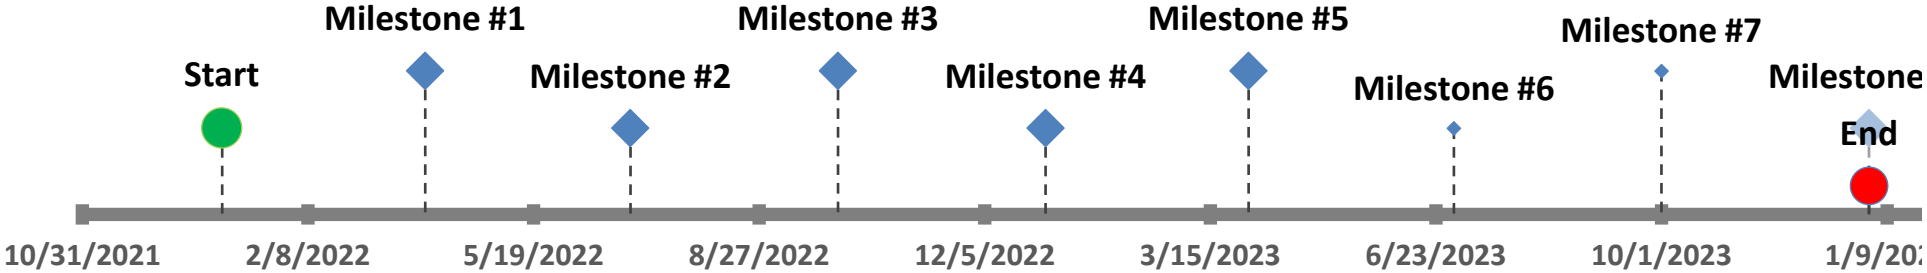 Milestone #1
Milestone #3
Milestone #5
Milestone #7
Start
Milestone #2
Milestone #4
Milestone #6
Milestone
End
10/31/2021
2/8/2022
5/19/2022
8/27/2022
12/5/2022
3/15/2023
6/23/2023
10/1/2023